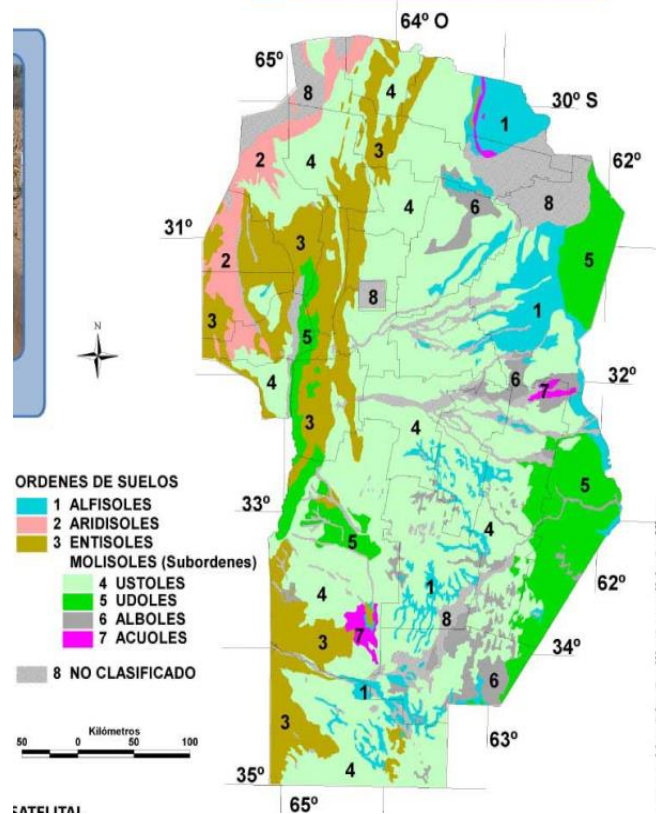 64º O
65º
30º S
8
4
1
3
2
4
62º
6
8
4
31º
3
5
2
8
1
3
5
N
6
32º
7
4
3
4
ORDENES DE SUELOS
1 ALFISOLES
2 ARIDISOLES
3 ENTISOLES
MOLISOLES (Subordenes)
4 USTOLES
5 UDOLES
6 ALBOLES
7 ACUOLES
8 NO CLASIFICADO
33º
5
4
5
1
62º
4
8
3
7
34º
6
1
3
63º
Kilómetros
50 0 50 100
35º
4
65º
SATELITAL